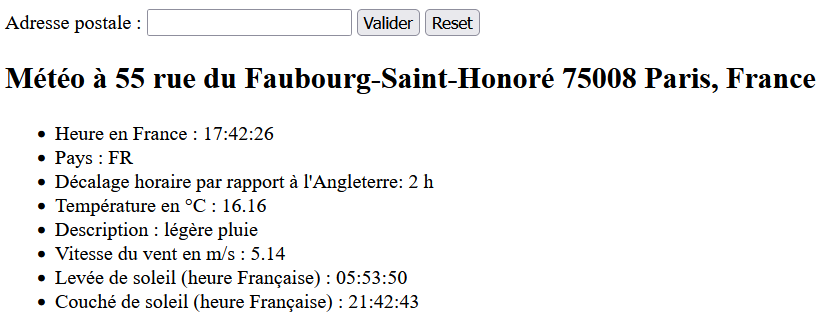 Adresse postale : Valider Reset
Météo à 55 rue du Faubourg-Saint-Honoré 75008 Paris, France
• Heure en France : 17:42:26
• Pays : FR
• Décalage horaire par rapport à l'Angleterre: 2 h
• Température en °C : 16.16
• Description : légère pluie
• Vitesse du vent en m/s : 5.14
• Levée de soleil (heure Française) : 05:53:50
• Couché de soleil (heure Française) : 21:42:43